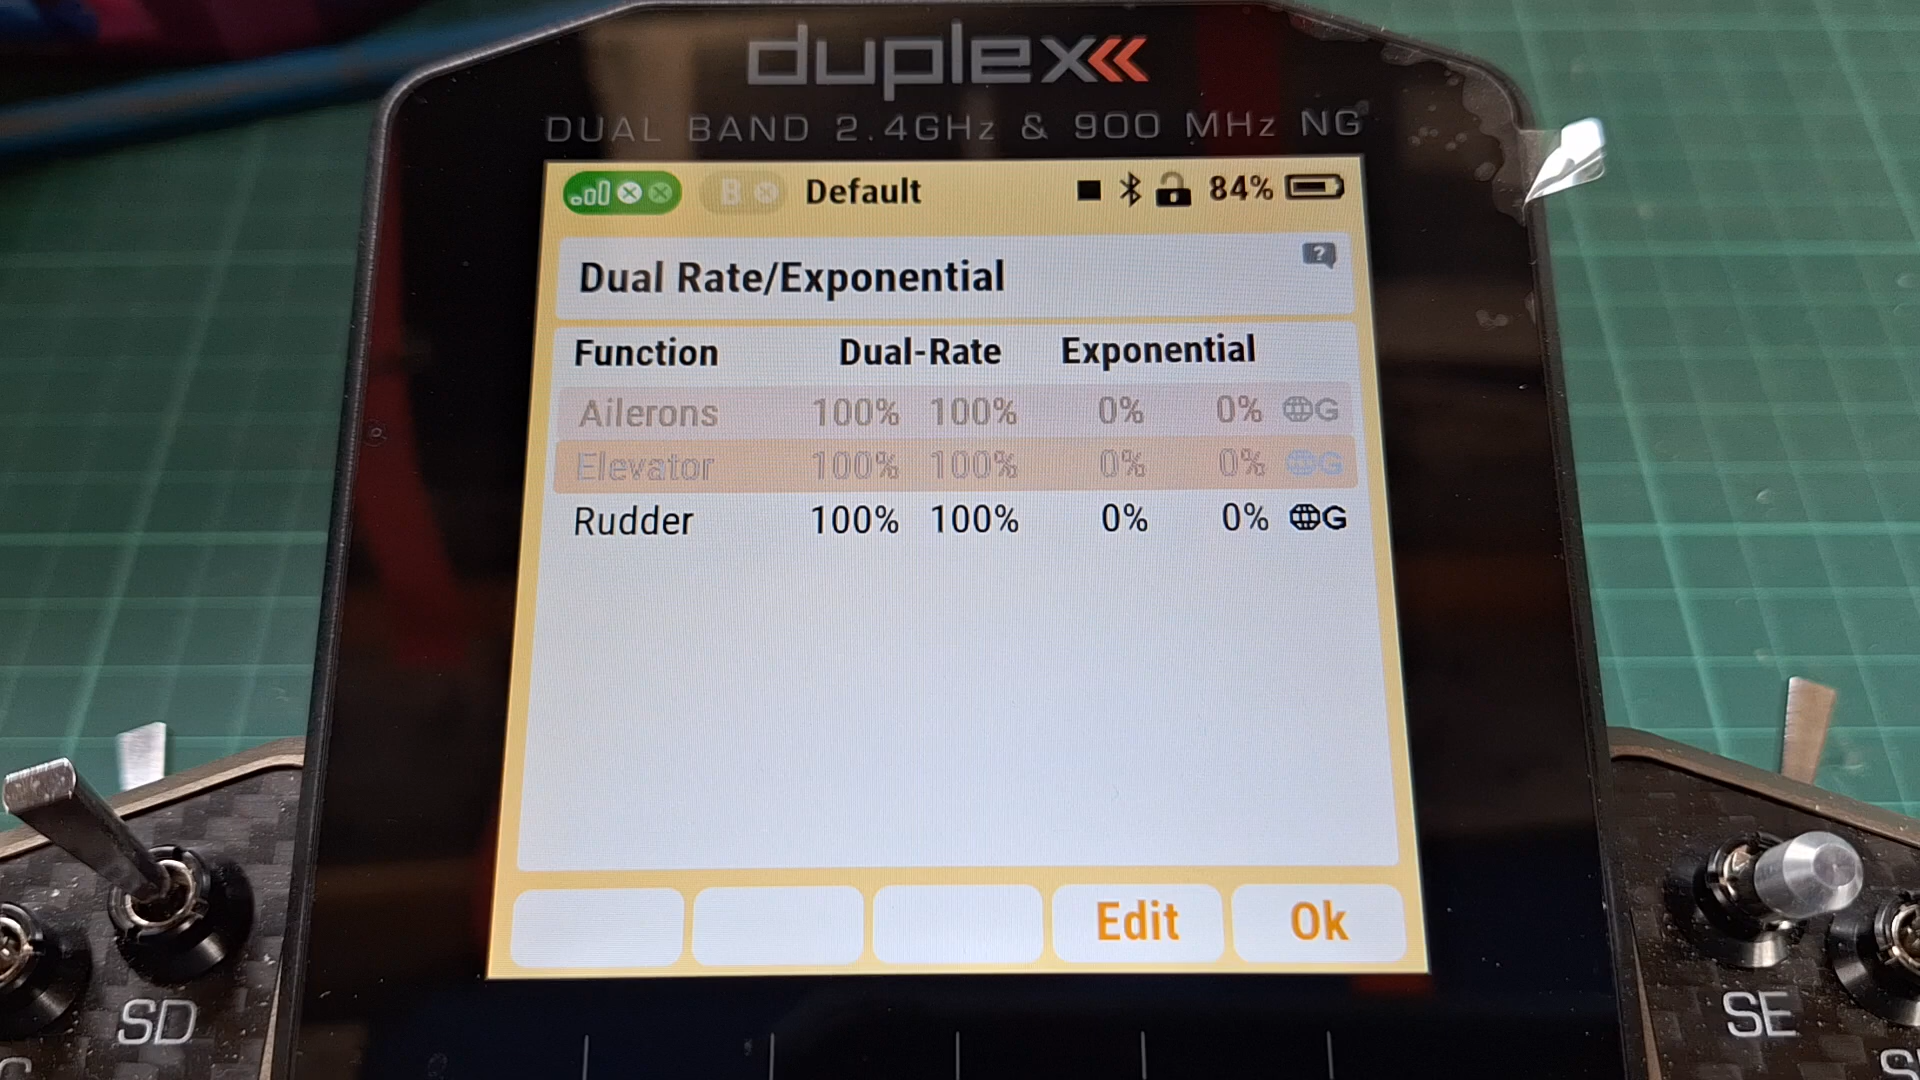 duplex
DUAL BAND 2.4GHz & 900 MHz NG
B Default 84%
Dual Rate/Exponential ?
Function Dual-Rate Exponential
Ailerons 100% 100% 0% 0% G
Elevator 100% 100% 0% 0% G
Rudder 100% 100% 0% 0% G
Edit Ok
SD SE